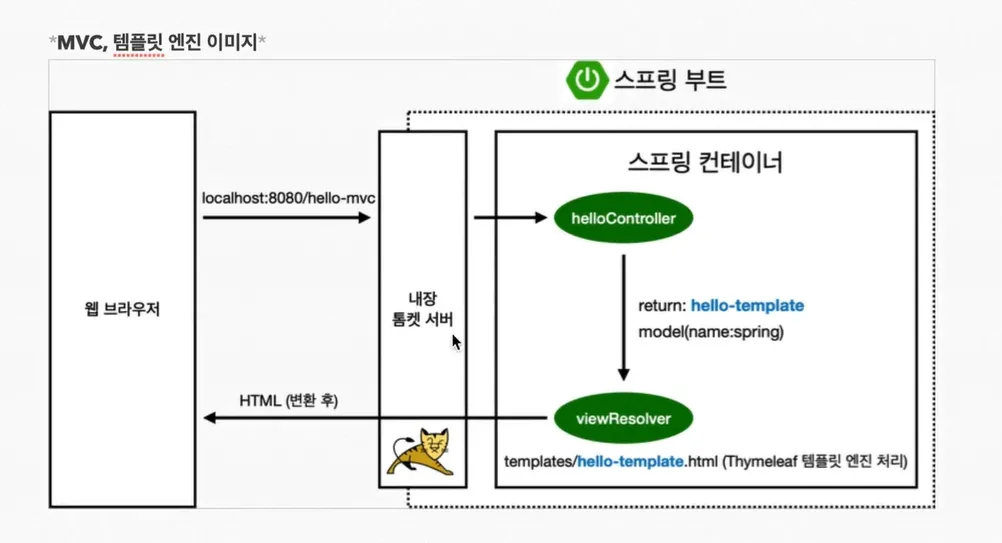 *MVC, 템플릿 엔진 이미지*
스프링 부트
스프링 컨테이너
localhost:8080/hello-mvc
helloController
웹 브라우저
내장
톰켓 서버
return: hello-template
model(name:spring)
HTML (변환 후)
viewResolver
templates/hello-template.html (Thymeleaf 템플릿 엔진 처리)